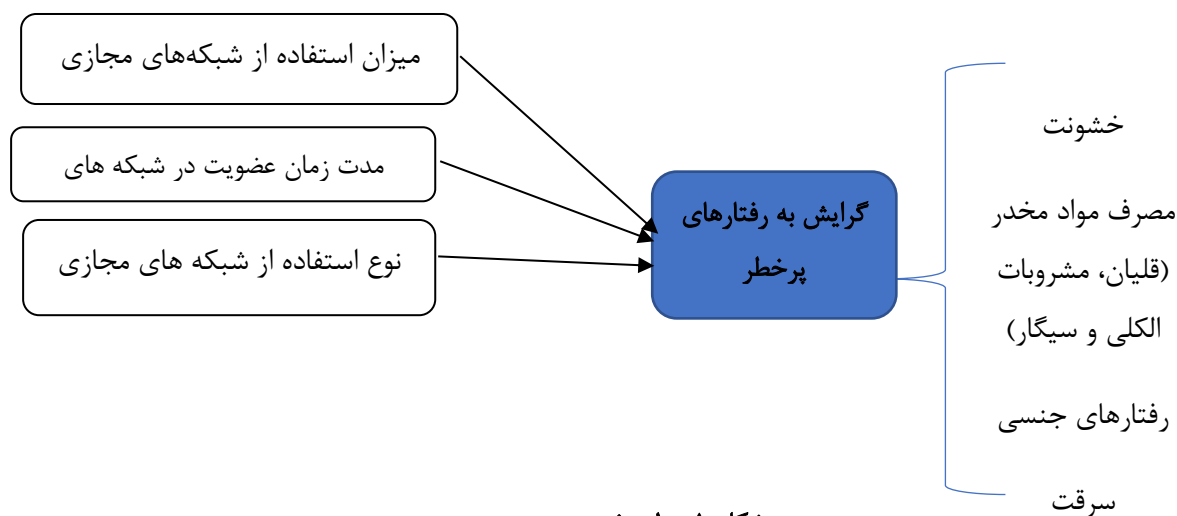 میزان استفاده از شبکه‌های مجازی
مدت زمان عضویت در شبکه های
نوع استفاده از شبکه های مجازی
گرایش به رفتارهای
پرخطر
خشونت
مصرف مواد مخدر
(قلیان، مشروبات
الکلی و سیگار)
رفتارهای جنسی
سرقت